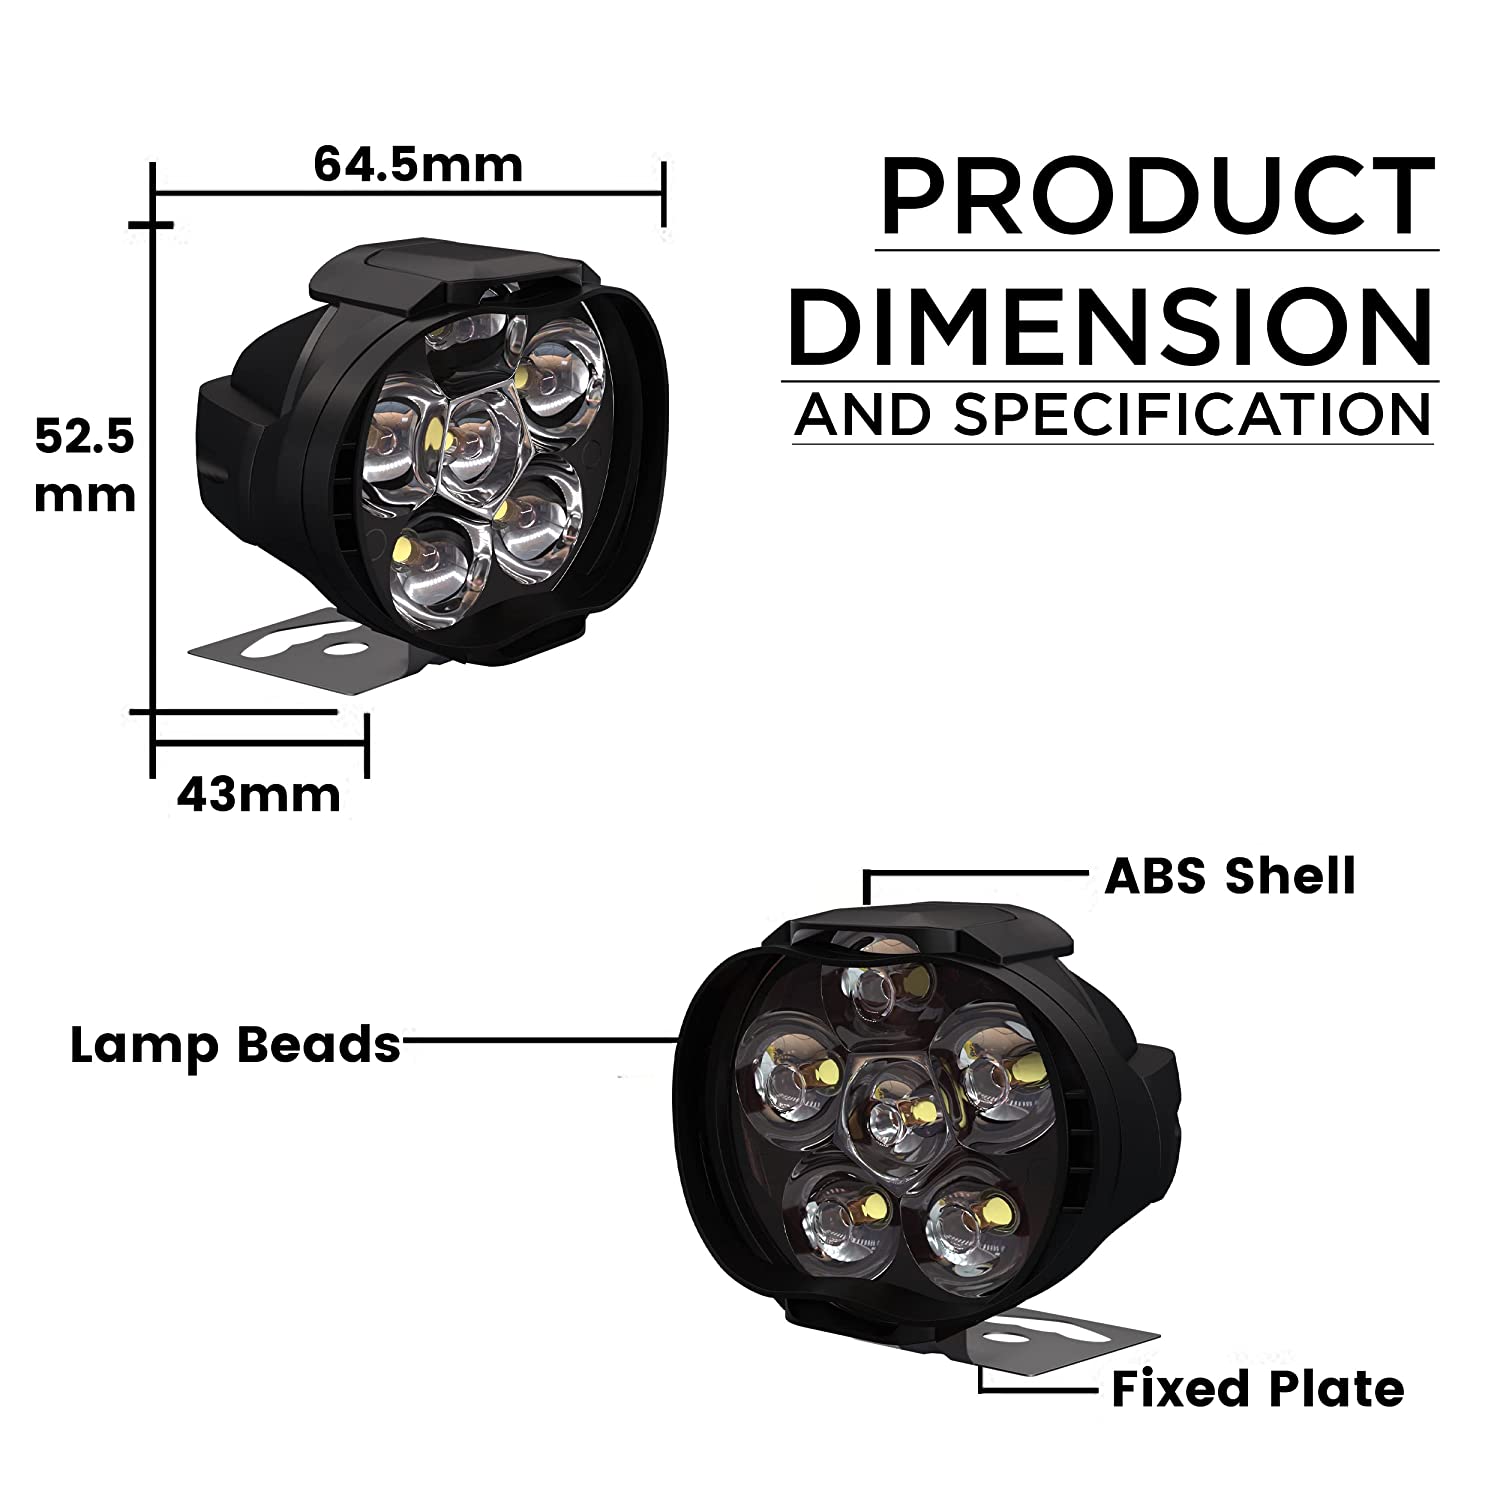 PRODUCT
DIMENSION
AND SPECIFICATION
64.5mm
52.5
mm
43mm
ABS Shell
Lamp Beads
Fixed Plate